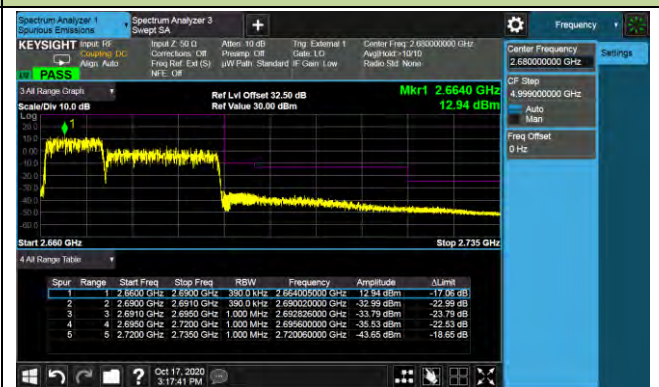 Spectrum Analyzer 1
Spurious Emissions
Spectrum Analyzer 3
Swept SA
+
Frequency
KEYSIGHT
Input: RF
Coupling: DC
Align: Auto
Input Z: 50 Ω
Corrections: Off
Freq Ref: Ext (S)
NFE: Off
Atten: 10 dB
Preamp: Off
µW Path: Standard
Trig: External 1
Gate: LO
IF Gain: Low
Center Freq: 2.680000000 GHz
Avg|Hold:>10/10
Radio Std: None
LXI
PASS
Center Frequency
2.680000000 GHz
Settings
CF Step
4.999000000 GHz
Auto
Man
Freq Offset
0 Hz
3 All Range Graph
Scale/Div 10.0 dB
Ref Lvl Offset 32.50 dB
Ref Value 30.00 dBm
Mkr1 2.6640 GHz
12.94 dBm
Log
20.0
10.0
0.00
-10.0
-20.0
-30.0
-40.0
-50.0
-60.0
1
Start 2.660 GHz
Stop 2.735 GHz
4 All Range Table
Spur Range Start Freq Stop Freq RBW Frequency Amplitude ΔLimit
1 1 2.6600 GHz 2.6900 GHz 390.0 kHz 2.664005000 GHz 12.94 dBm -17.06 dB
2 2 2.6900 GHz 2.6910 GHz 390.0 kHz 2.690020000 GHz -32.99 dBm -22.99 dB
3 3 2.6910 GHz 2.6950 GHz 1.000 MHz 2.692826000 GHz -33.79 dBm -23.79 dB
4 4 2.6950 GHz 2.7200 GHz 1.000 MHz 2.695600000 GHz -35.53 dBm -22.53 dB
5 5 2.7200 GHz 2.7350 GHz 1.000 MHz 2.720060000 GHz -43.65 dBm -18.65 dB
?
Oct 17, 2020
3:17:41 PM